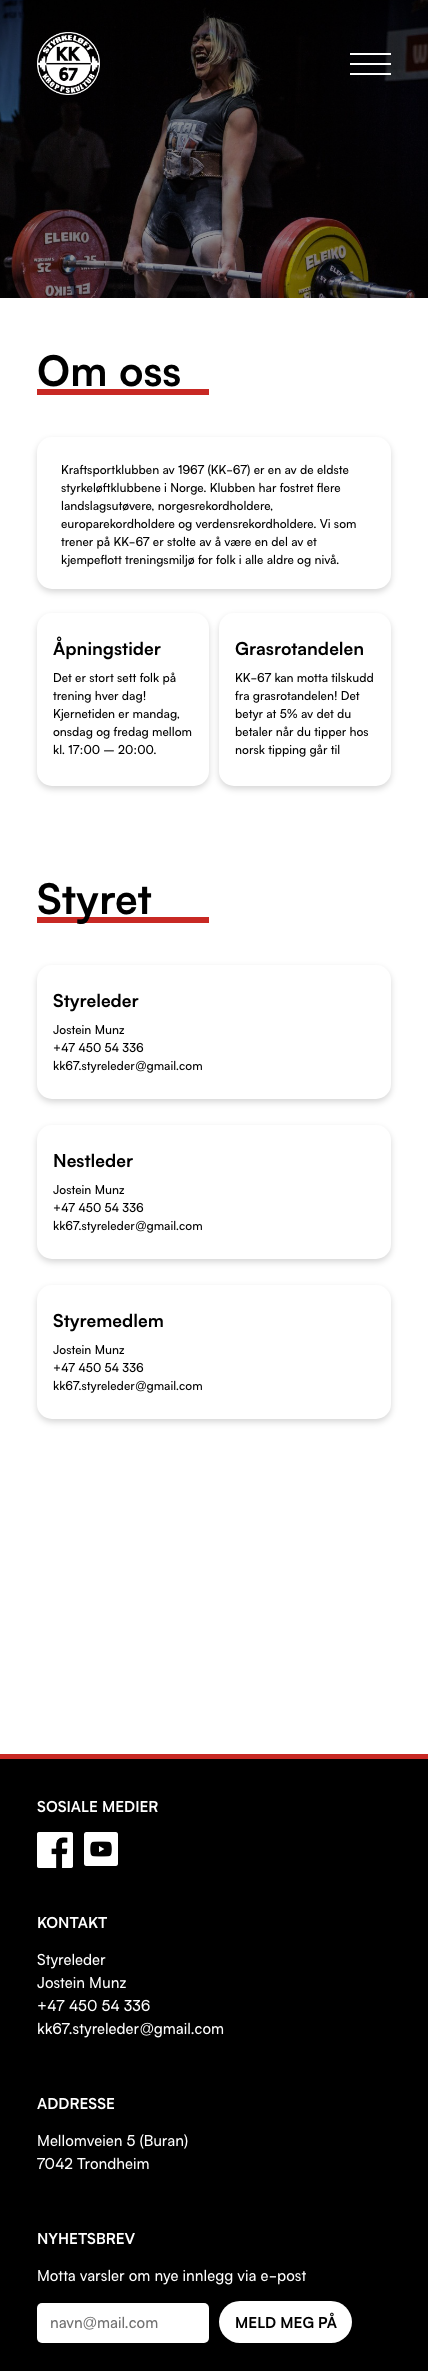 STYRKELØFT
KK
67
KROPPSKULTUR
ELEIKO
25
ELEIKO
ELEIKO
Om oss
Kraftsportklubben av 1967 (KK-67) er en av de eldste
styrkeløftklubbene i Norge. Klubben har fostret flere
landslagsutøvere, norgesrekordholdere,
europarekordholdere og verdensrekordholdere. Vi som
trener på KK-67 er stolte av å være en del av et
kjempeflott treningsmiljø for folk i alle aldre og nivå.
Åpningstider
Det er stort sett folk på
trening hver dag!
Kjernetiden er mandag,
onsdag og fredag mellom
kl. 17:00 – 20:00.
Grasrotandelen
KK-67 kan motta tilskudd
fra grasrotandelen! Det
betyr at 5% av det du
betaler når du tipper hos
norsk tipping går til
Styret
Styreleder
Jostein Munz
+47 450 54 336
kk67.styreleder@gmail.com
Nestleder
Jostein Munz
+47 450 54 336
kk67.styreleder@gmail.com
Styremedlem
Jostein Munz
+47 450 54 336
kk67.styreleder@gmail.com
SOSIALE MEDIER
KONTAKT
Styreleder
Jostein Munz
+47 450 54 336
kk67.styreleder@gmail.com
ADDRESSE
Mellomveien 5 (Buran)
7042 Trondheim
NYHETSBREV
Motta varsler om nye innlegg via e-post
navn@mail.com
MELD MEG PÅ